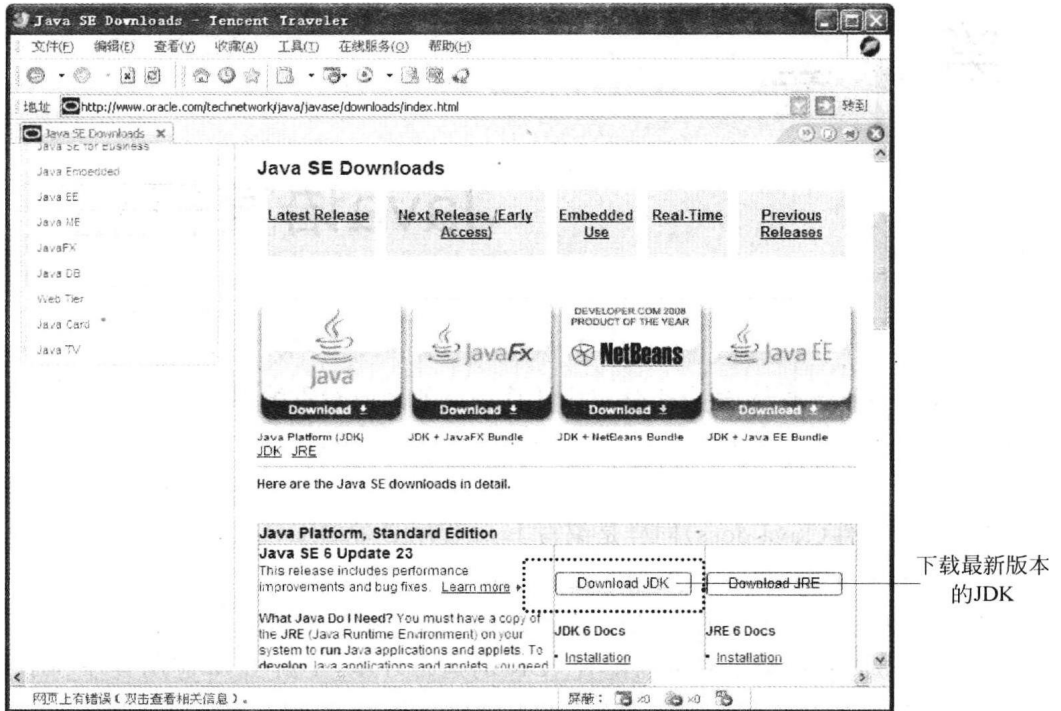 Java SE Downloads - Tencent Traveler
文件(F) 编辑(E) 查看(V) 收藏(A) 工具(T) 在线服务(O) 帮助(H)
地址 http://www.oracle.com/technetwork/java/javase/downloads/index.html 转到
Java SE Downloads
Java SE for Business
Java Embedded
Java EE
Java ME
JavaFX
Java DB
Web Tier
Java Card
Java TV
Java SE Downloads
Latest Release Next Release (Early Access) Embedded Use Real-Time Previous Releases
Java
JavaFX
DEVELOPER.COM 2008
PRODUCT OF THE YEAR
NetBeans
Java EE
Download Download Download Download
Java Platform (JDK) JDK + JavaFX Bundle JDK + NetBeans Bundle JDK + Java EE Bundle
JDK JRE
Here are the Java SE downloads in detail.
Java Platform, Standard Edition
Java SE 6 Update 23
This release includes performance
improvements and bug fixes. Learn more
Download JDK Download JRE
下载最新版本
的JDK
What Java Do I Need? You must have a copy of
the JRE (Java Runtime Environment) on your
system to run Java applications and applets. To
develop Java applications and applets, you need
JDK 6 Docs
Installation
JRE 6 Docs
Installation
网页上有错误(双击查看相关信息)。 屏蔽: x0 x0